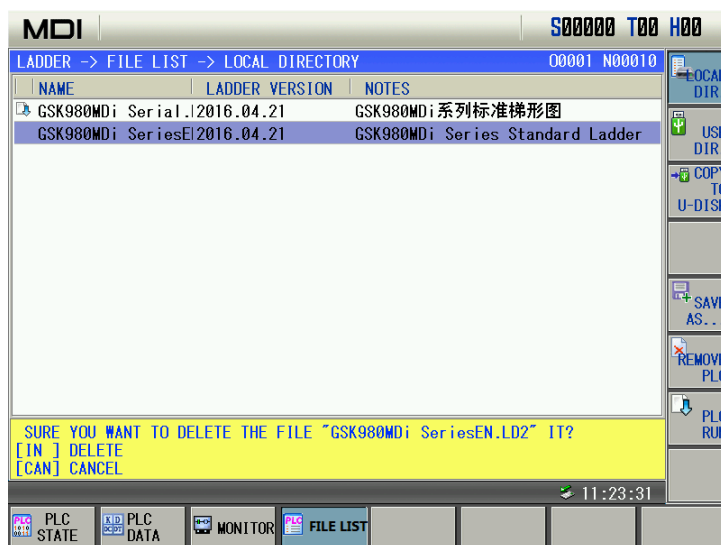 MDI S00000 T00 H00
LADDER -> FILE LIST -> LOCAL DIRECTORY O0001 N00010
NAME LADDER VERSION NOTES
GSK980MDi Serial. 2016.04.21 GSK980MDi系列标准梯形图
GSK980MDi SeriesE 2016.04.21 GSK980MDi Series Standard Ladder
LOCAL
DIR
US
DIR
COPY
TO
U-DIS
SAV
AS..
REMOV
PL
PL
RU
SURE YOU WANT TO DELETE THE FILE "GSK980MDi SeriesEN.LD2" IT?
[IN ] DELETE
[CAN] CANCEL
11:23:31
PLC
STATE
PLC
DATA
MONITOR
FILE LIST